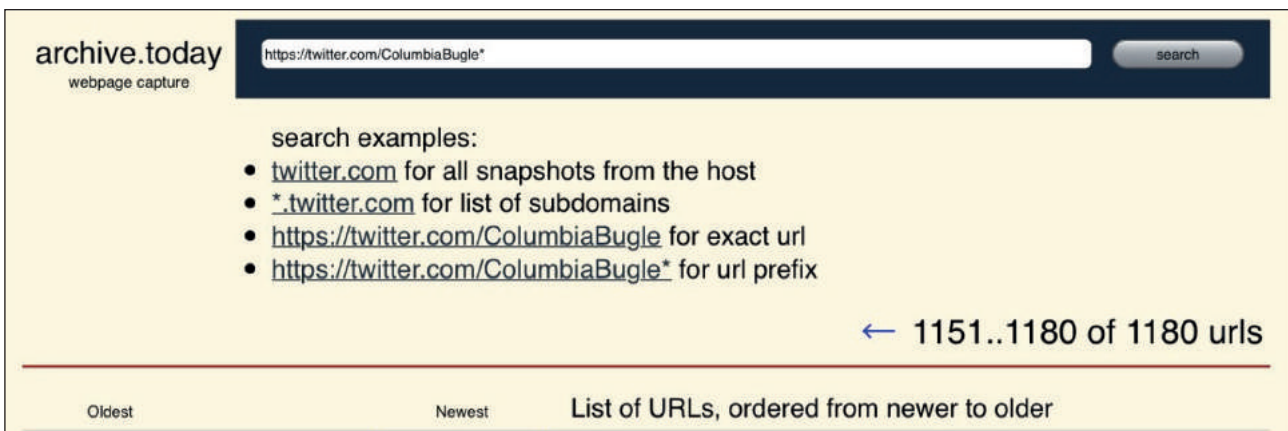 archive.today
webpage capture
https://twitter.com/ColumbiaBugle*
search
search examples:
• twitter.com for all snapshots from the host
• *.twitter.com for list of subdomains
• https://twitter.com/ColumbiaBugle for exact url
• https://twitter.com/ColumbiaBugle* for url prefix
← 1151..1180 of 1180 urls
Oldest
Newest
List of URLs, ordered from newer to older